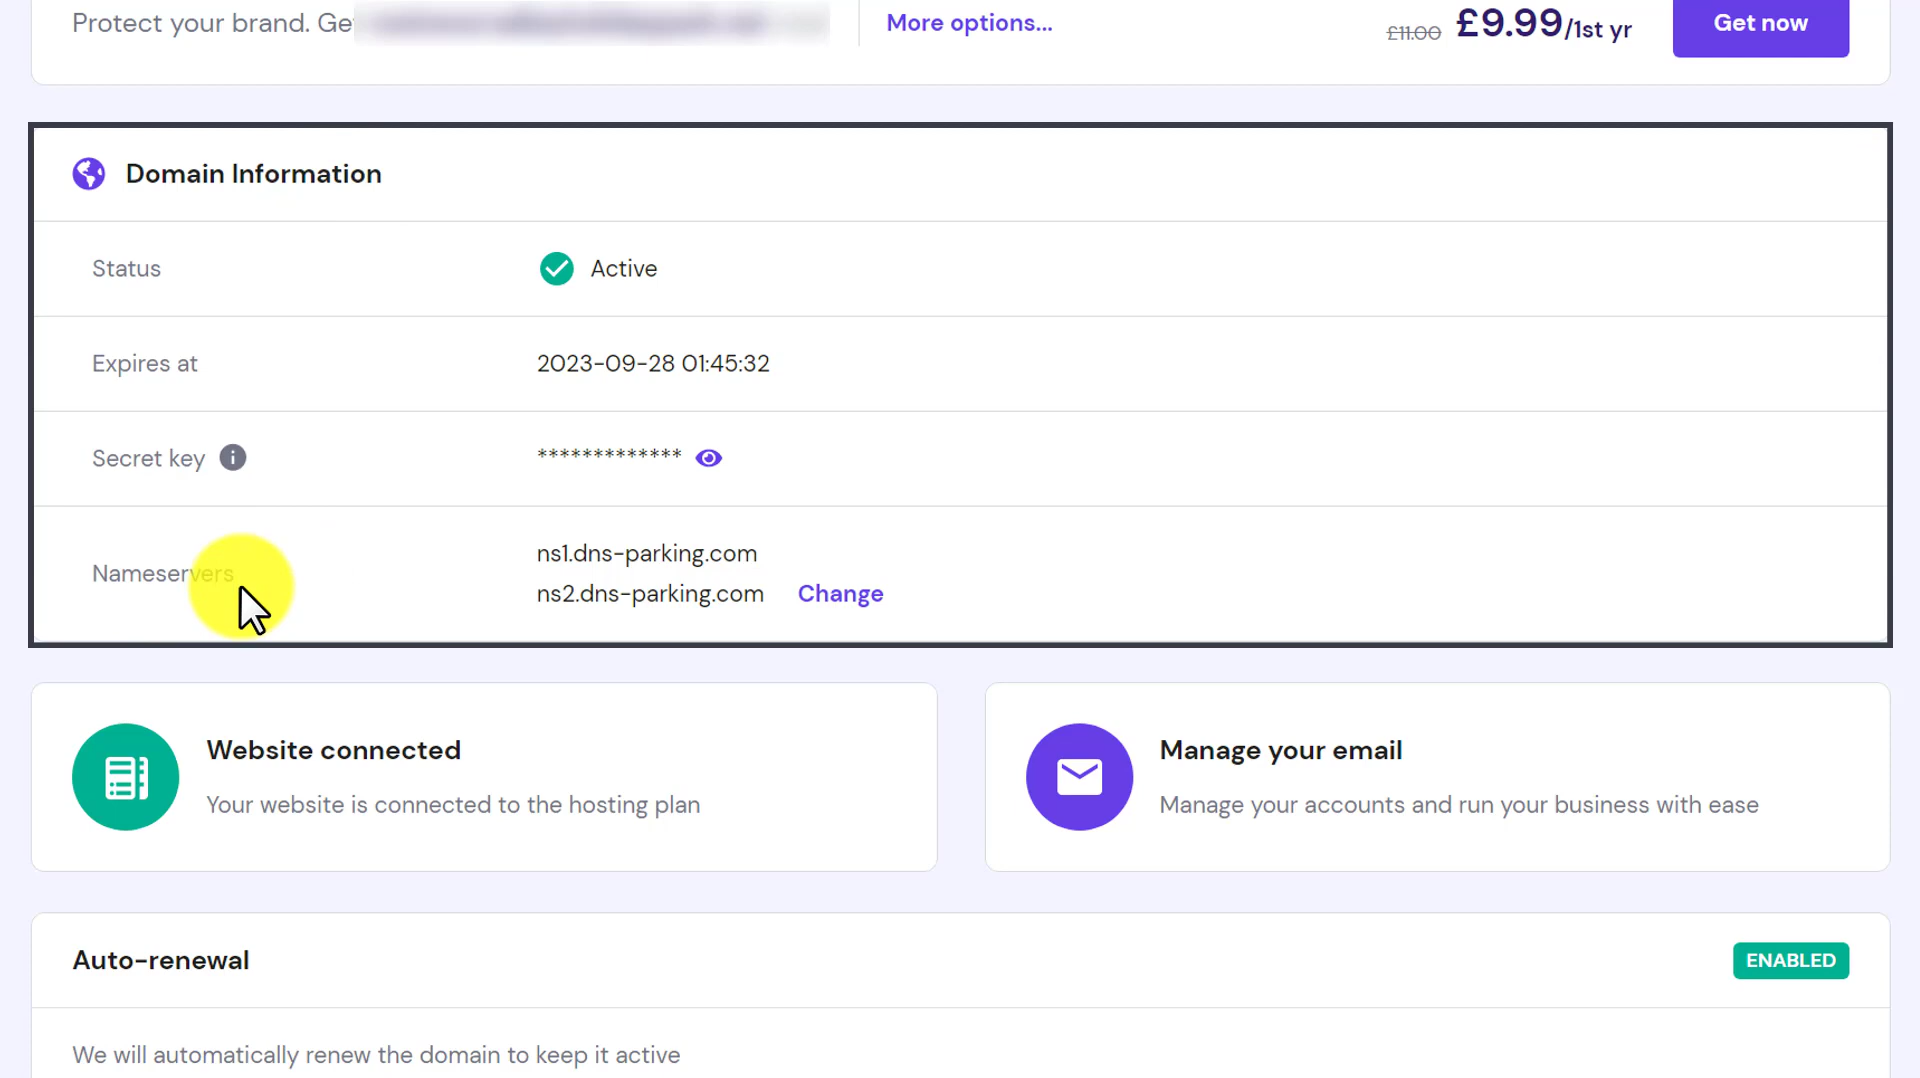 Protect your brand. Get
More options...
£11.00 £9.99/1st yr
Get now
Domain Information
Status
Active
Expires at
2023-09-28 01:45:32
Secret key
*************
Nameservers
ns1.dns-parking.com
ns2.dns-parking.com
Change
Website connected
Your website is connected to the hosting plan
Manage your email
Manage your accounts and run your business with ease
Auto-renewal
ENABLED
We will automatically renew the domain to keep it active